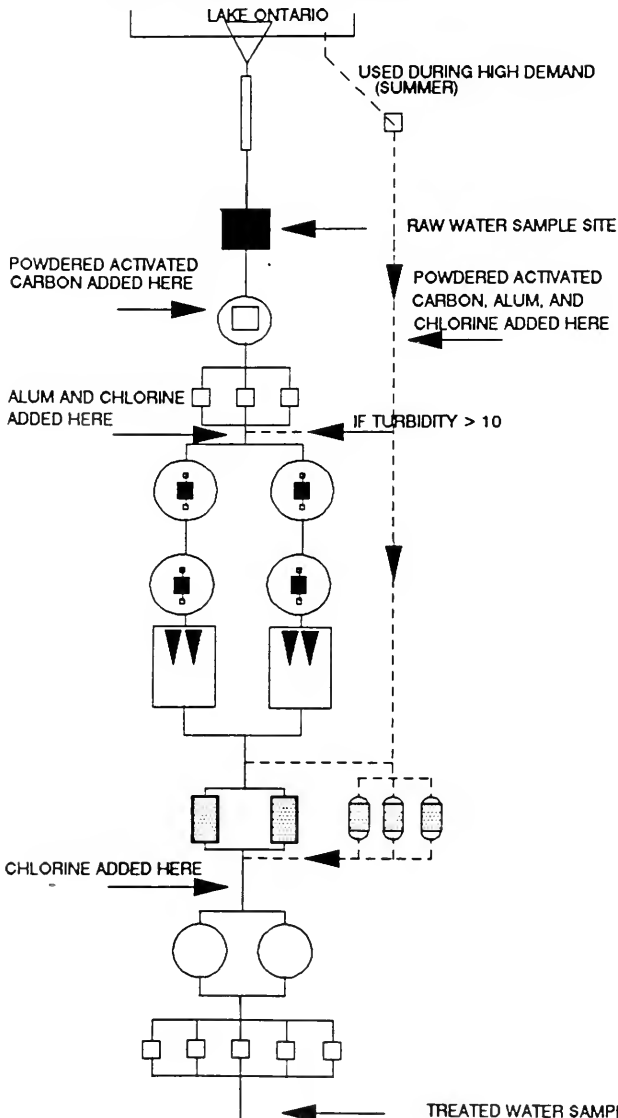 LAKE ONTARIO
USED DURING HIGH DEMAND
(SUMMER)
RAW WATER SAMPLE SITE
POWDERED ACTIVATED
CARBON ADDED HERE
POWDERED ACTIVATED
CARBON, ALUM, AND
CHLORINE ADDED HERE
ALUM AND CHLORINE
ADDED HERE
IF TURBIDITY > 10
CHLORINE ADDED HERE
TREATED WATER SAMPL